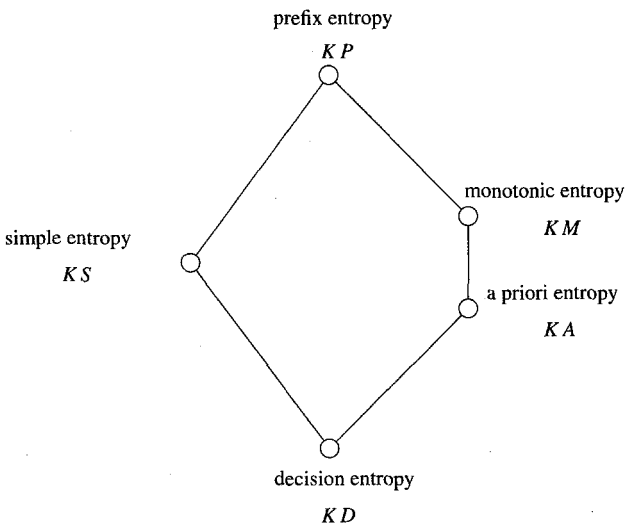 prefix entropy
K P
monotonic entropy
K M
simple entropy
K S
a priori entropy
K A
decision entropy
K D